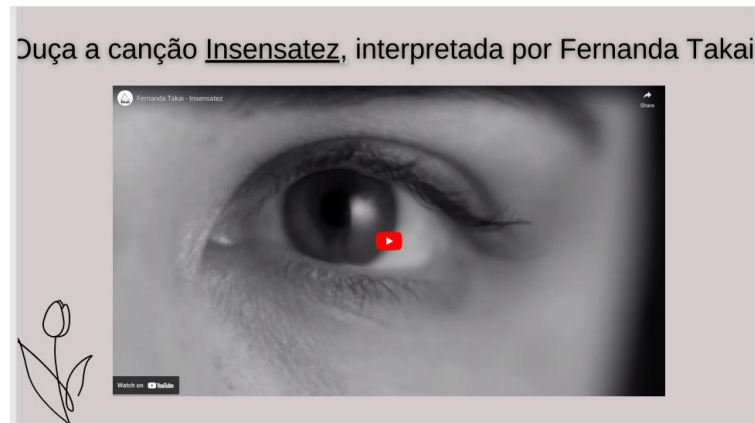 Ouça a canção Insensatez, interpretada por Fernanda Takai
Fernanda Takai - Insensatez
Share
Watch on YouTube